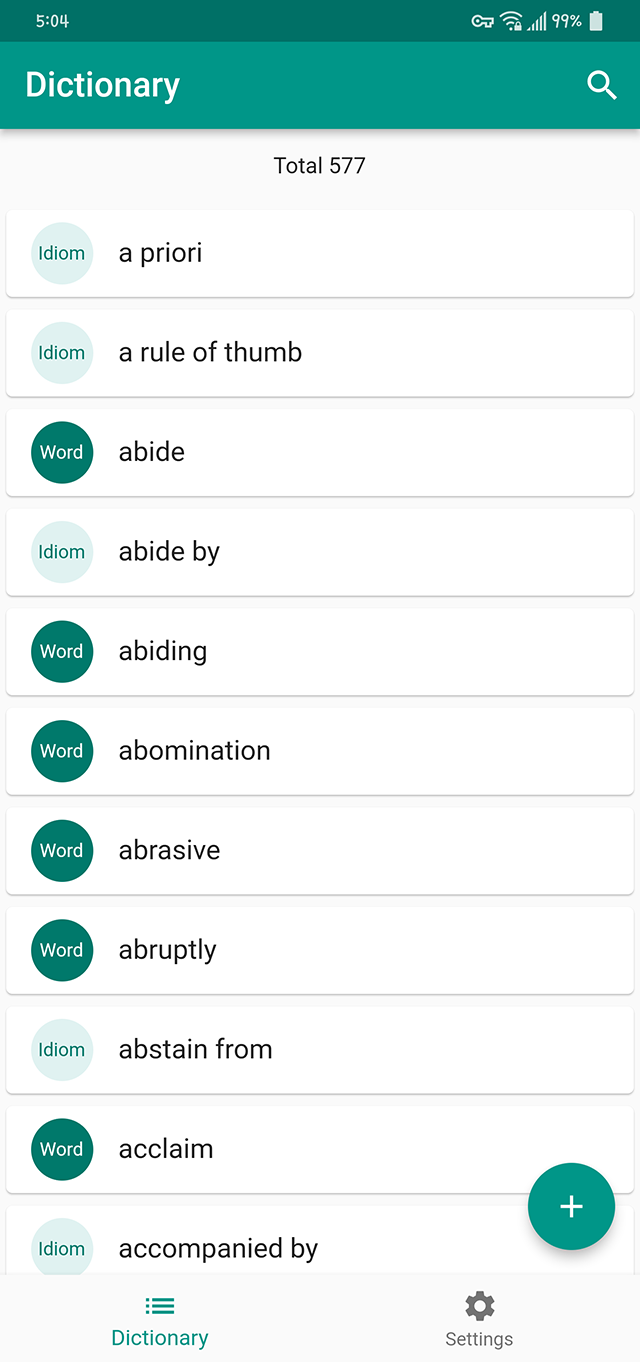 5:04 99%
Dictionary
Total 577
Idiom a priori
Idiom a rule of thumb
Word abide
Idiom abide by
Word abiding
Word abomination
Word abrasive
Word abruptly
Idiom abstain from
Word acclaim
+
Idiom accompanied by
Dictionary Settings